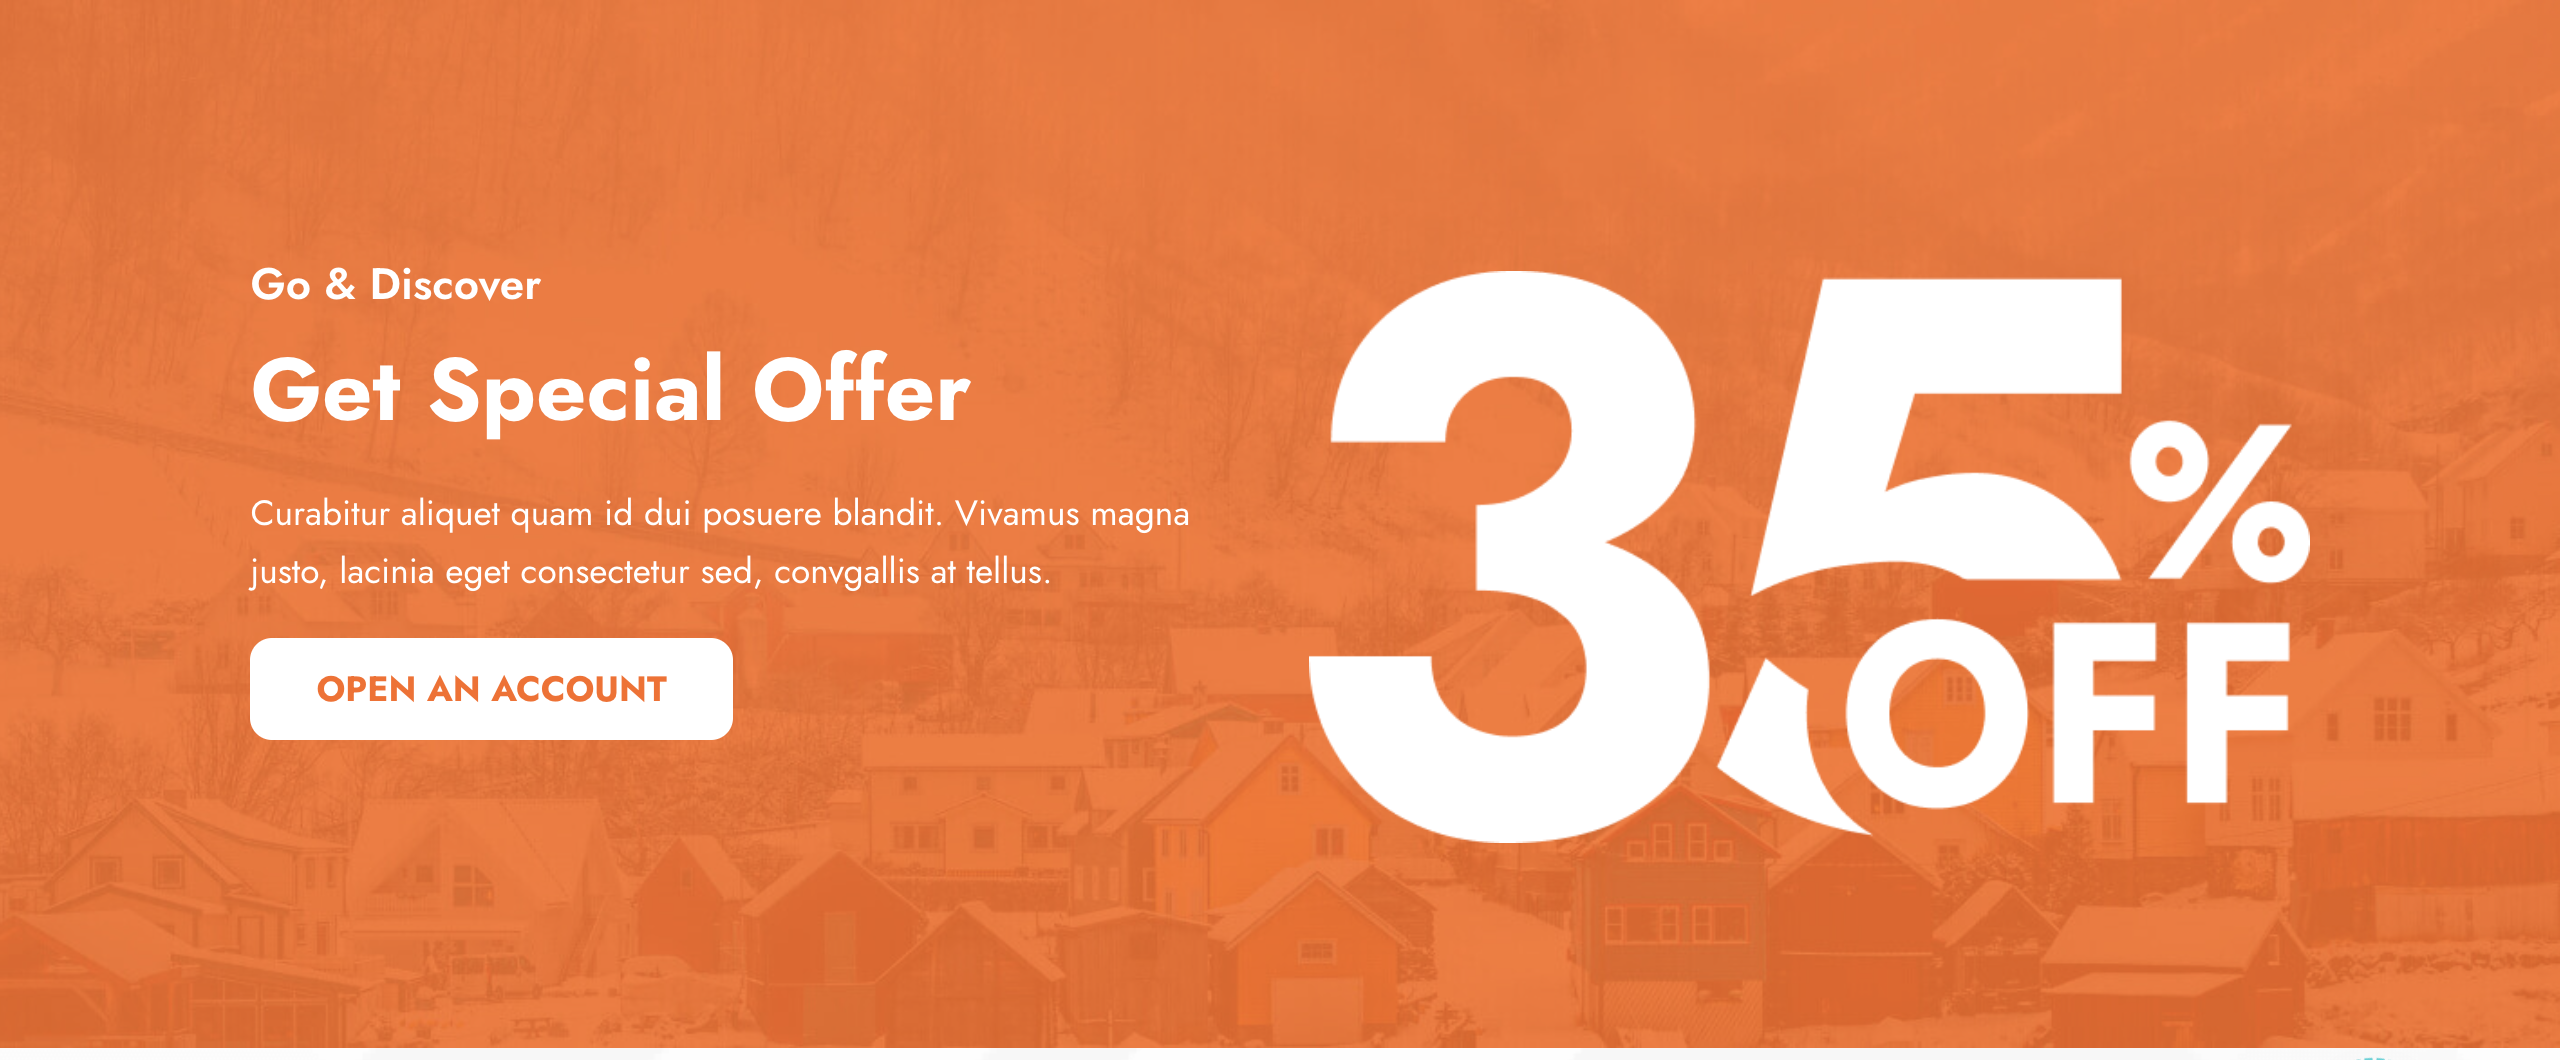 Go & Discover
Get Special Offer
Curabitur aliquet quam id dui posuere blandit. Vivamus magna
justo, lacinia eget consectetur sed, convgallis at tellus.
OPEN AN ACCOUNT
35%
OFF